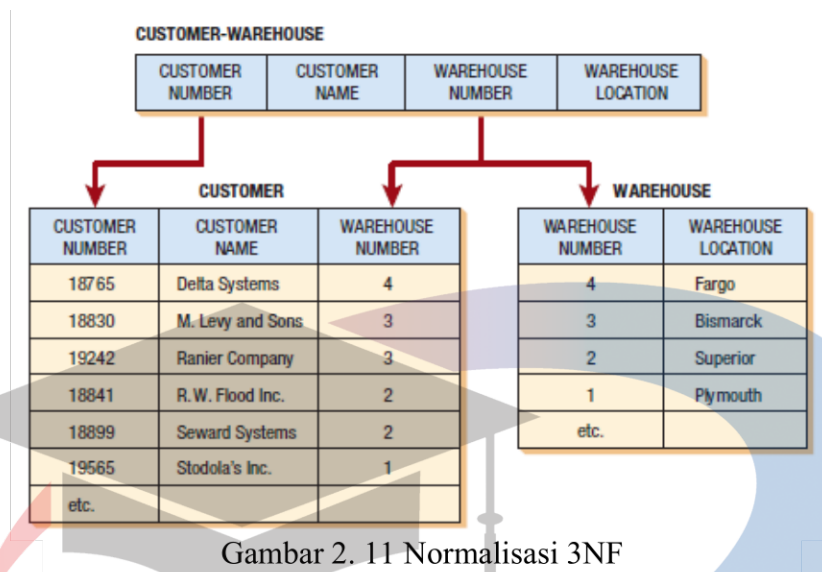 CUSTOMER-WAREHOUSE
CUSTOMER NUMBER CUSTOMER NAME WAREHOUSE NUMBER WAREHOUSE LOCATION
CUSTOMER
CUSTOMER NUMBER CUSTOMER NAME WAREHOUSE NUMBER
18765 Delta Systems 4
18830 M. Levy and Sons 3
19242 Ranier Company 3
18841 R.W. Flood Inc. 2
18899 Seward Systems 2
19565 Stodola's Inc. 1
etc.
WAREHOUSE
WAREHOUSE NUMBER WAREHOUSE LOCATION
4 Fargo
3 Bismarck
2 Superior
1 Plymouth
etc.
Gambar 2. 11 Normalisasi 3NF